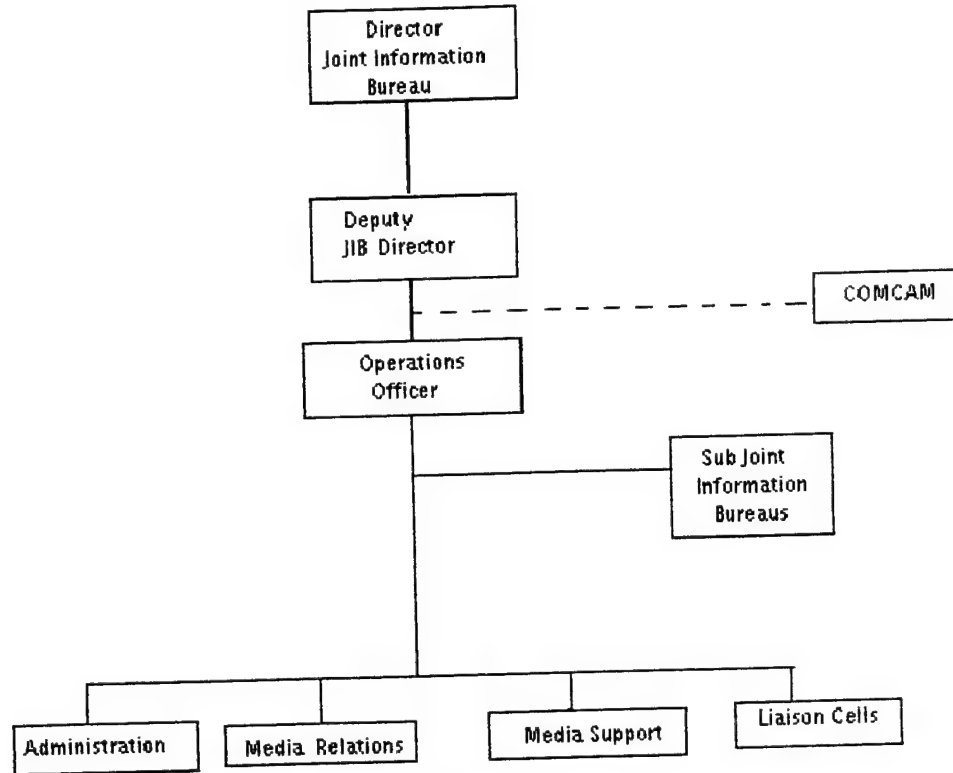 Director
Joint Information
Bureau
Deputy
JIB Director
COMCAM
Operations
Officer
Sub Joint
Information
Bureaus
Administration
Media Relations
Media Support
Liaison Cells